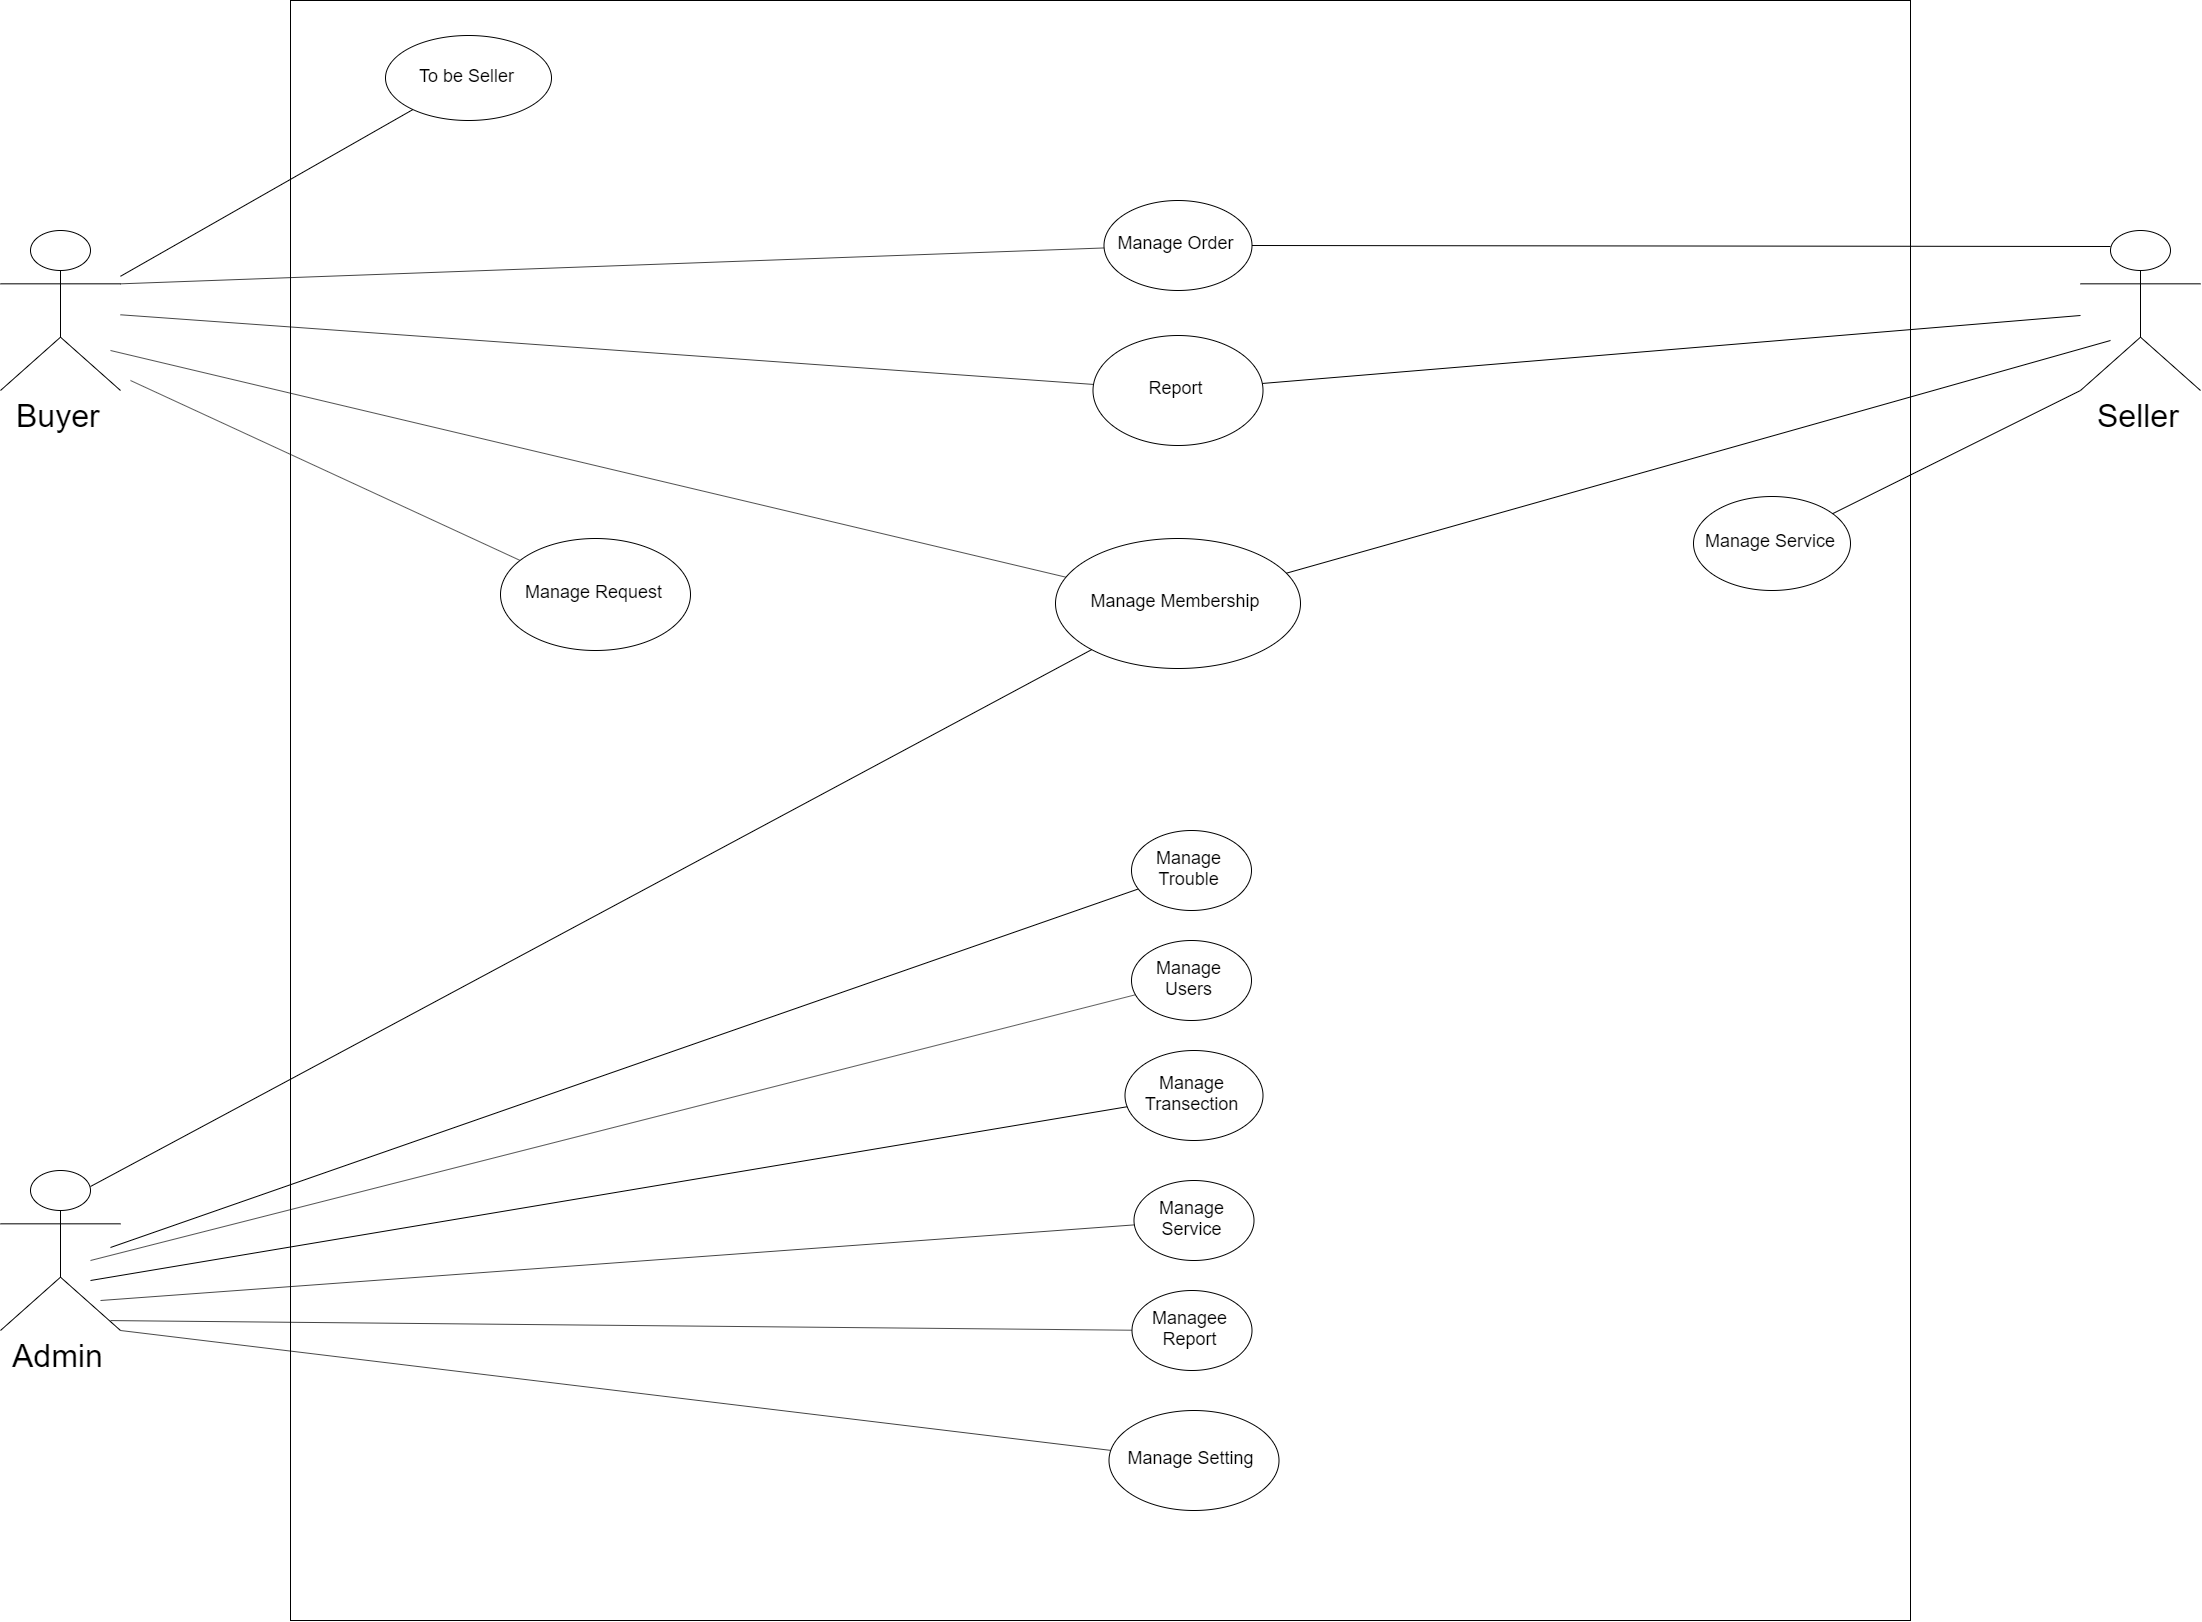 To be Seller
Manage Order
Report
Buyer
Seller
Manage Service
Manage Request
Manage Membership
Manage
Trouble
Manage
Users
Manage
Transection
Manage
Service
Managee
Report
Admin
Manage Setting